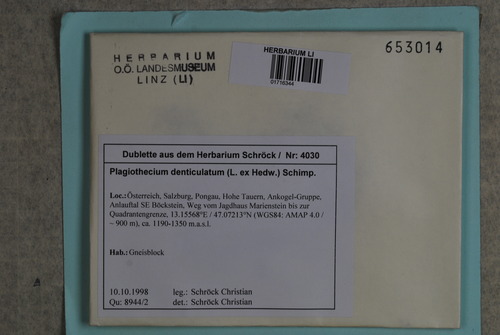 HERBARIUM
O.Ö. LANDESMUSEUM
LINZ (LI)
HERBARIUM LI
01716344
653014
Dublette aus dem Herbarium Schröck / Nr: 4030
Plagiothecium denticulatum (L. ex Hedw.) Schimp.
Loc.: Österreich, Salzburg, Pongau, Hohe Tauern, Ankogel-Gruppe,
Anlauftal SE Böckstein, Weg vom Jagdhaus Marienstein bis zur
Quadrantengrenze, 13.15568°E / 47.07213°N (WGS84: AMAP 4.0 /
~ 900 m), ca. 1190-1350 m.a.s.l.
Hab.: Gneisblock
10.10.1998 leg.: Schröck Christian
Qu: 8944/2 det.: Schröck Christian